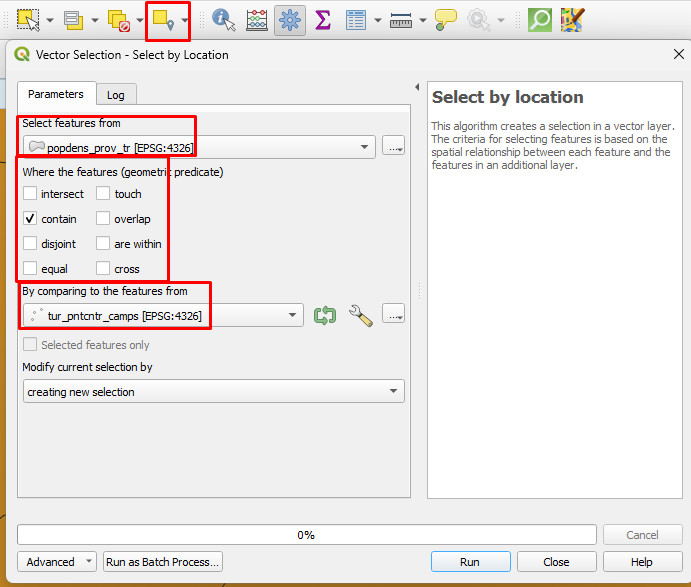 Vector Selection - Select by Location
Parameters
Log
Select features from
popdens_prov_tr [EPSG:4326]
...
Where the features (geometric predicate)
intersect
touch
contain
overlap
disjoint
are within
equal
cross
By comparing to the features from
tur_pntcntr_camps [EPSG:4326]
...
Selected features only
Modify current selection by
creating new selection
Select by location
This algorithm creates a selection in a vector layer.
The criteria for selecting features is based on the
spatial relationship between each feature and the
features in an additional layer.
0%
Cancel
Advanced
Run as Batch Process...
Run
Close
Help